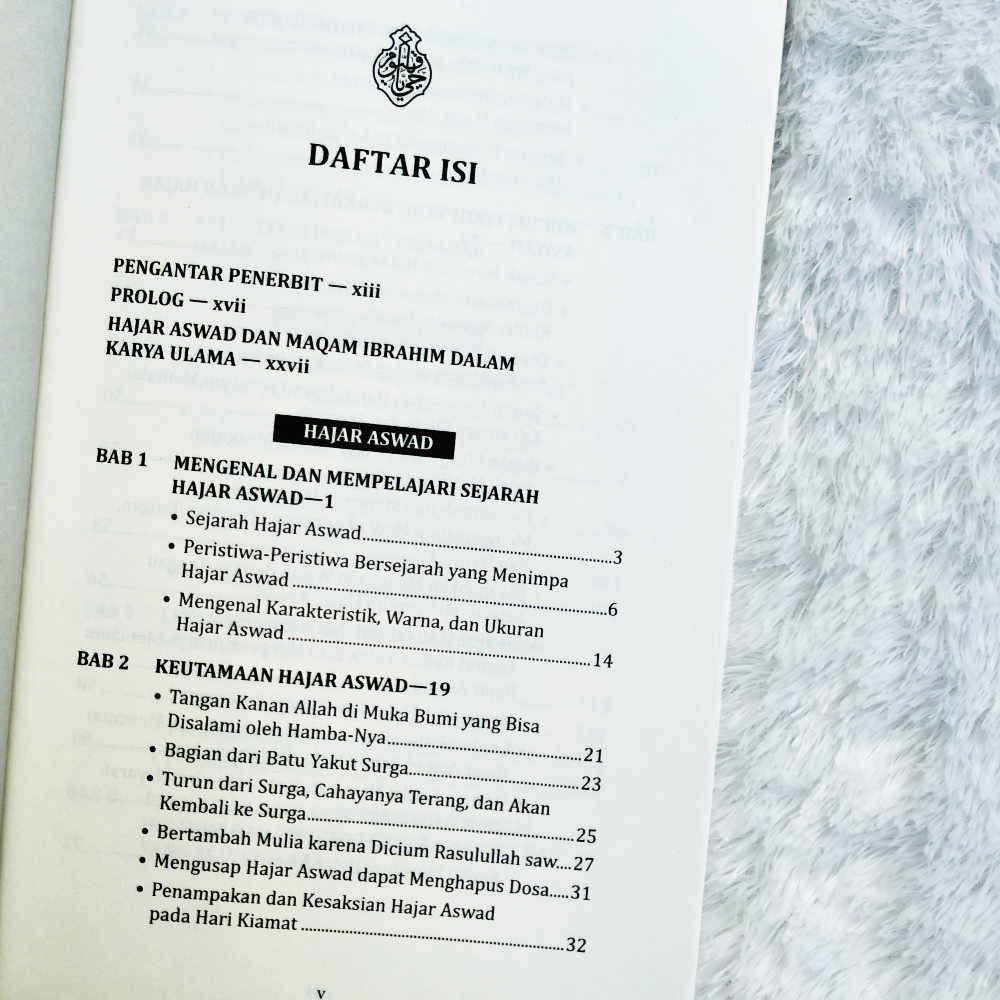 DAFTAR ISI
PENGANTAR PENERBIT — xiii
PROLOG — xvii
HAJAR ASWAD DAN MAQAM IBRAHIM DALAM
KARYA ULAMA — xxvii
HAJAR ASWAD
BAB 1 MENGENAL DAN MEMPELAJARI SEJARAH
HAJAR ASWAD—1
• Sejarah Hajar Aswad..................................................3
• Peristiwa-Peristiwa Bersejarah yang Menimpa
Hajar Aswad...............................................................6
• Mengenal Karakteristik, Warna, dan Ukuran
Hajar Aswad.............................................................14
BAB 2 KEUTAMAAN HAJAR ASWAD—19
• Tangan Kanan Allah di Muka Bumi yang Bisa
Disalami oleh Hamba-Nya.......................................21
• Bagian dari Batu Yakut Surga..................................23
• Turun dari Surga, Cahayanya Terang, dan Akan
Kembali ke Surga.....................................................25
• Bertambah Mulia karena Dicium Rasulullah saw....27
• Mengusap Hajar Aswad dapat Menghapus Dosa.....31
• Penampakan dan Kesaksian Hajar Aswad
pada Hari Kiamat.....................................................32
v